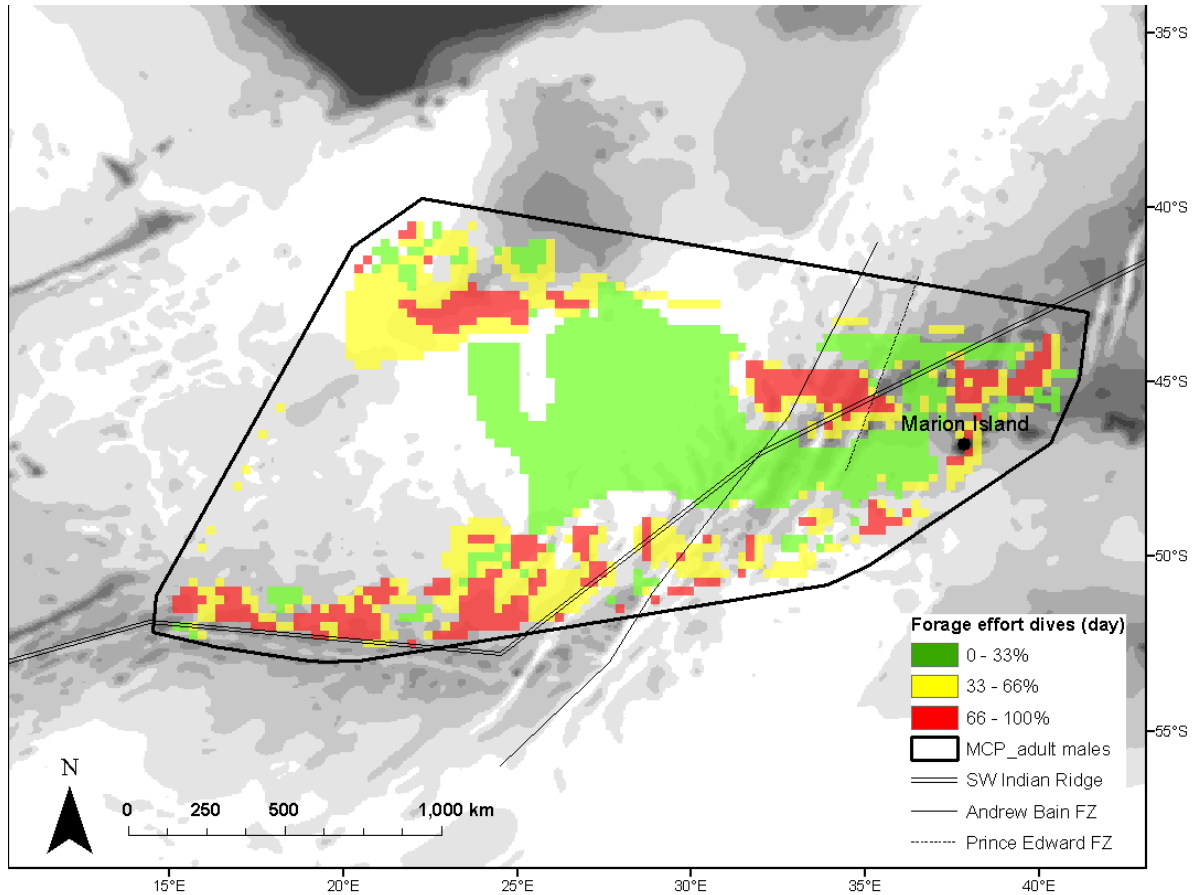 35°S
40°S
45°S
Marion Island
50°S
Forage effort dives (day)
0 - 33%
33 - 66%
66 - 100%
MCP_adult males
SW Indian Ridge
Andrew Bain FZ
Prince Edward FZ
55°S
N
0 250 500 1,000 km
15°E 20°E 25°E 30°E 35°E 40°E